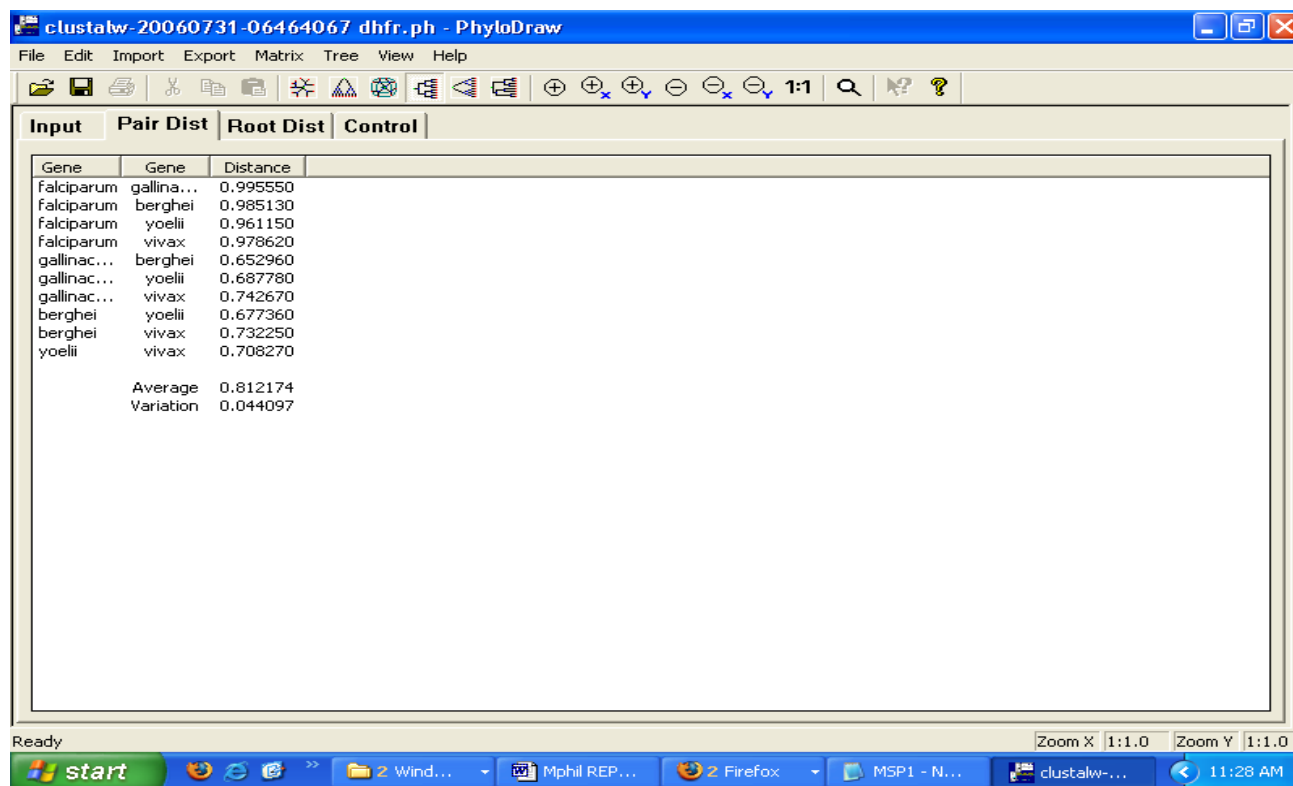 clustalw-20060731-06464067 dhfr.ph - PhyloDraw
File Edit Import Export Matrix Tree View Help
1:1
Input Pair Dist Root Dist Control
Gene Gene Distance
falciparum gallina... 0.995550
falciparum berghei 0.985130
falciparum yoelii 0.961150
falciparum vivax 0.978620
gallinac... berghei 0.652960
gallinac... yoelii 0.687780
gallinac... vivax 0.742670
berghei yoelii 0.677360
berghei vivax 0.732250
yoelii vivax 0.708270
Average 0.812174
Variation 0.044097
Ready Zoom X 1:1.0 Zoom Y 1:1.0
start 2 Wind... Mphil REP... 2 Firefox MSP1 - N... clustalw-... 11:28 AM